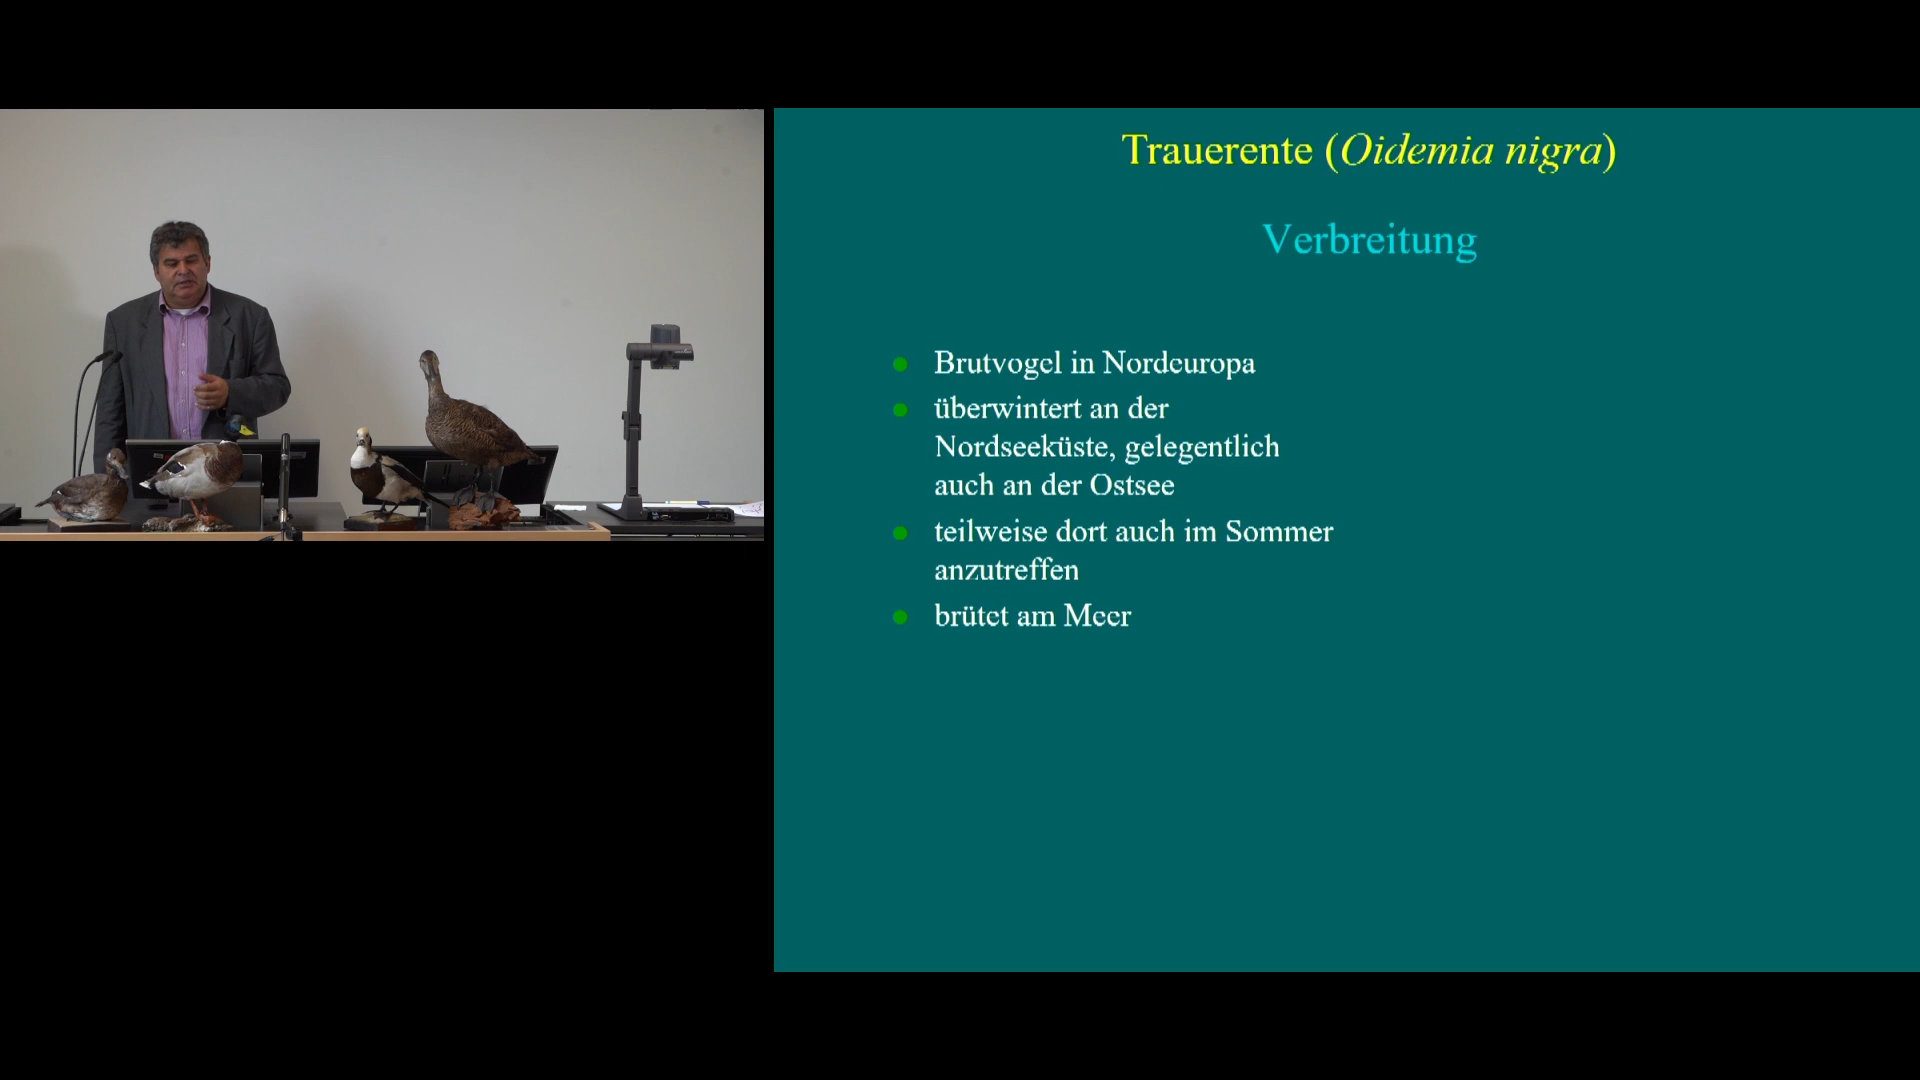 Trauerente (Oidemia nigra)
Verbreitung
Brutvogel in Nordeuropa
überwintert an der
Nordseeküste, gelegentlich
auch an der Ostsee
teilweise dort auch im Sommer
anzutreffen
brütet am Meer